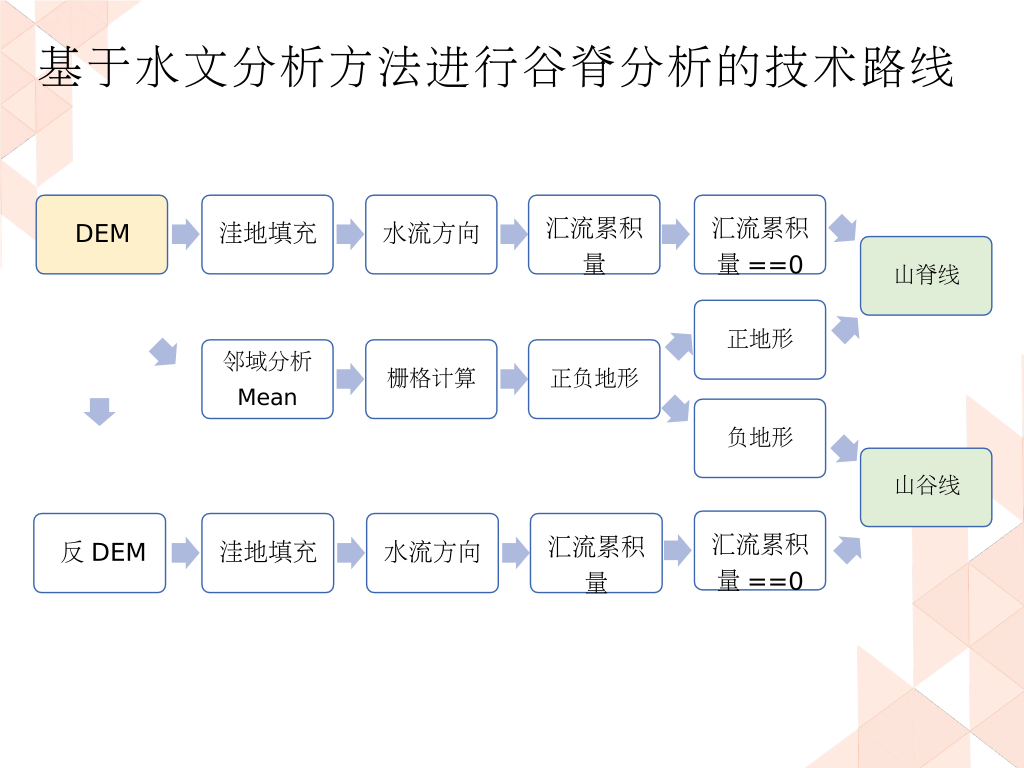 基于水文分析方法进行谷脊分析的技术路线
DEM
洼地填充
水流方向
汇流累积
量
汇流累积
量 ==0
山脊线
邻域分析
Mean
栅格计算
正负地形
正地形
负地形
山谷线
反 DEM
洼地填充
水流方向
汇流累积
量
汇流累积
量 ==0